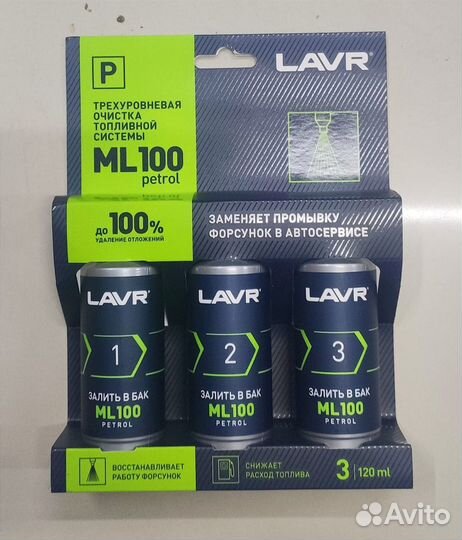 P
LAVR®
ТРЕХУРОВНЕВАЯ
ОЧИСТКА
ТОПЛИВНОЙ
СИСТЕМЫ
ML100
petrol
ДО 100%
УДАЛЕНИЕ ОТЛОЖЕНИЙ
ЗАМЕНЯЕТ ПРОМЫВКУ
ФОРСУНОК В АВТОСЕРВИСЕ
LAVR
1
ЗАЛИТЬ В БАК
ML100
PETROL
LAVR
2
ЗАЛИТЬ В БАК
ML100
PETROL
LAVR
3
ЗАЛИТЬ В БАК
ML100
PETROL
ВОССТАНАВЛИВАЕТ
РАБОТУ ФОРСУНОК
СНИЖАЕТ
РАСХОД ТОПЛИВА
3 | 120 ml
Avito